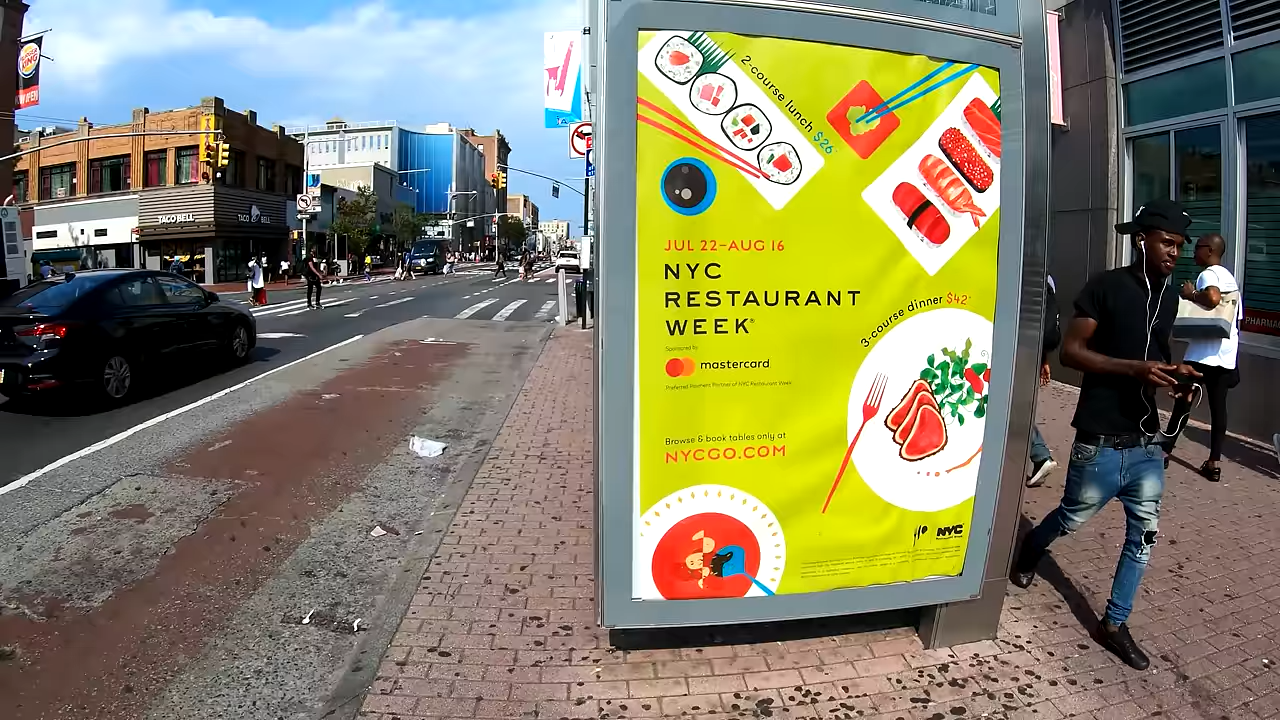 BURGER
KING
TACO BELL
TACO BELL
2-course lunch $26
JUL 22–AUG 16
NYC
RESTAURANT
WEEK®
3-course dinner $42
Sponsored by
mastercard
Preferred Payment Partner of NYC Restaurant Week
Browse & book tables only at
NYCGO.COM
NYC
PHARMA